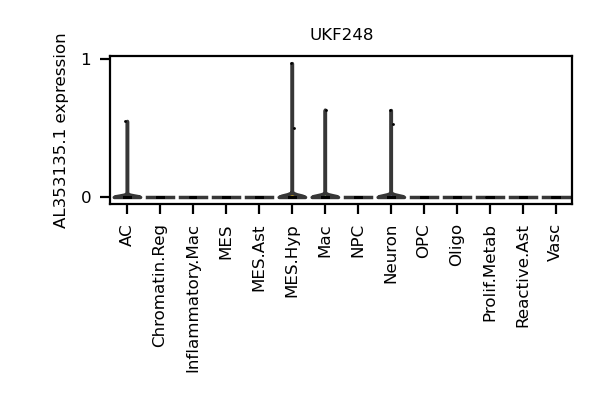 UKF248
AL353135.1 expression
1
0
AC
Chromatin.Reg
Inflammatory.Mac
MES
MES.Ast
MES.Hyp
Mac
NPC
Neuron
OPC
Oligo
Prolif.Metab
Reactive.Ast
Vasc